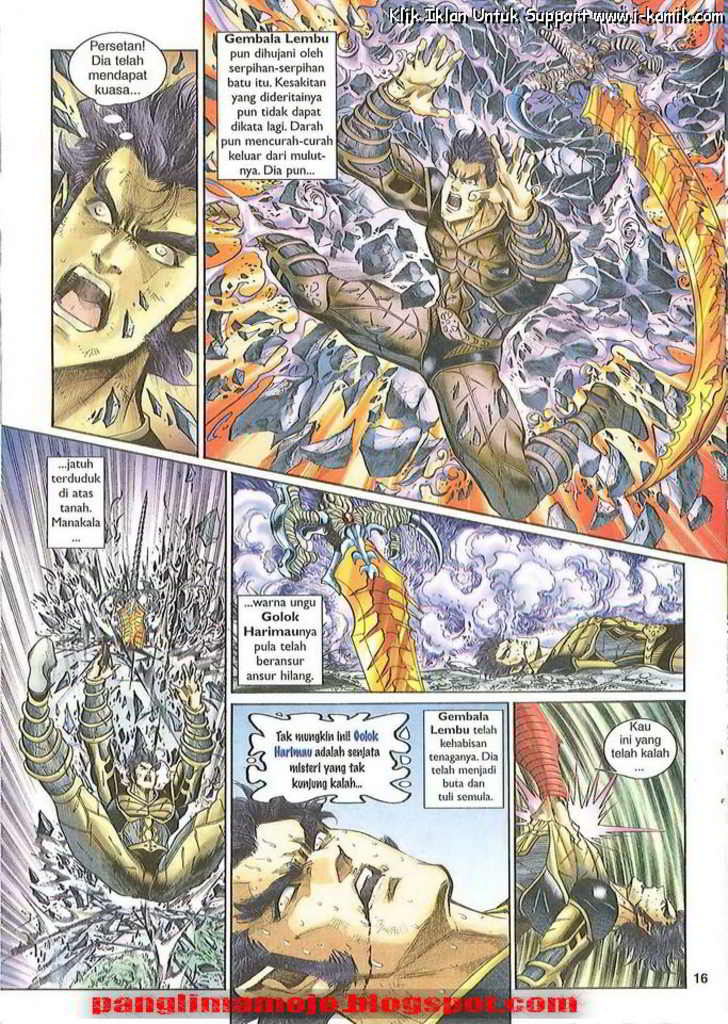 Klik Iklan Untuk Support www.i-komik.com
Persetan!
Dia telah
mendapat
kuasa...
Gembala Lembu
pun dihujani oleh
serpihan-serpihan
batu itu. Kesakitan
yang dideritainya
pun tidak dapat
dikata lagi. Darah
pun mencurah-curah
keluar dari mulut-
nya. Dia pun...
...jatuh
terduduk
di atas
tanah.
Manakala
...
...warna ungu
Golok
Harimaunya
pula telah
beransur
ansur hilang.
Tak mungkin ini! Golok
Harimau adalah senjata
misteri yang tak
kunjung kalah...
Gembala
Lembu telah
kehabisan
tenaganya. Dia
telah menjadi
buta dan
tuli semula.
Kau
ini yang
telah kalah
...
16
panglimamojo.blogspot.com